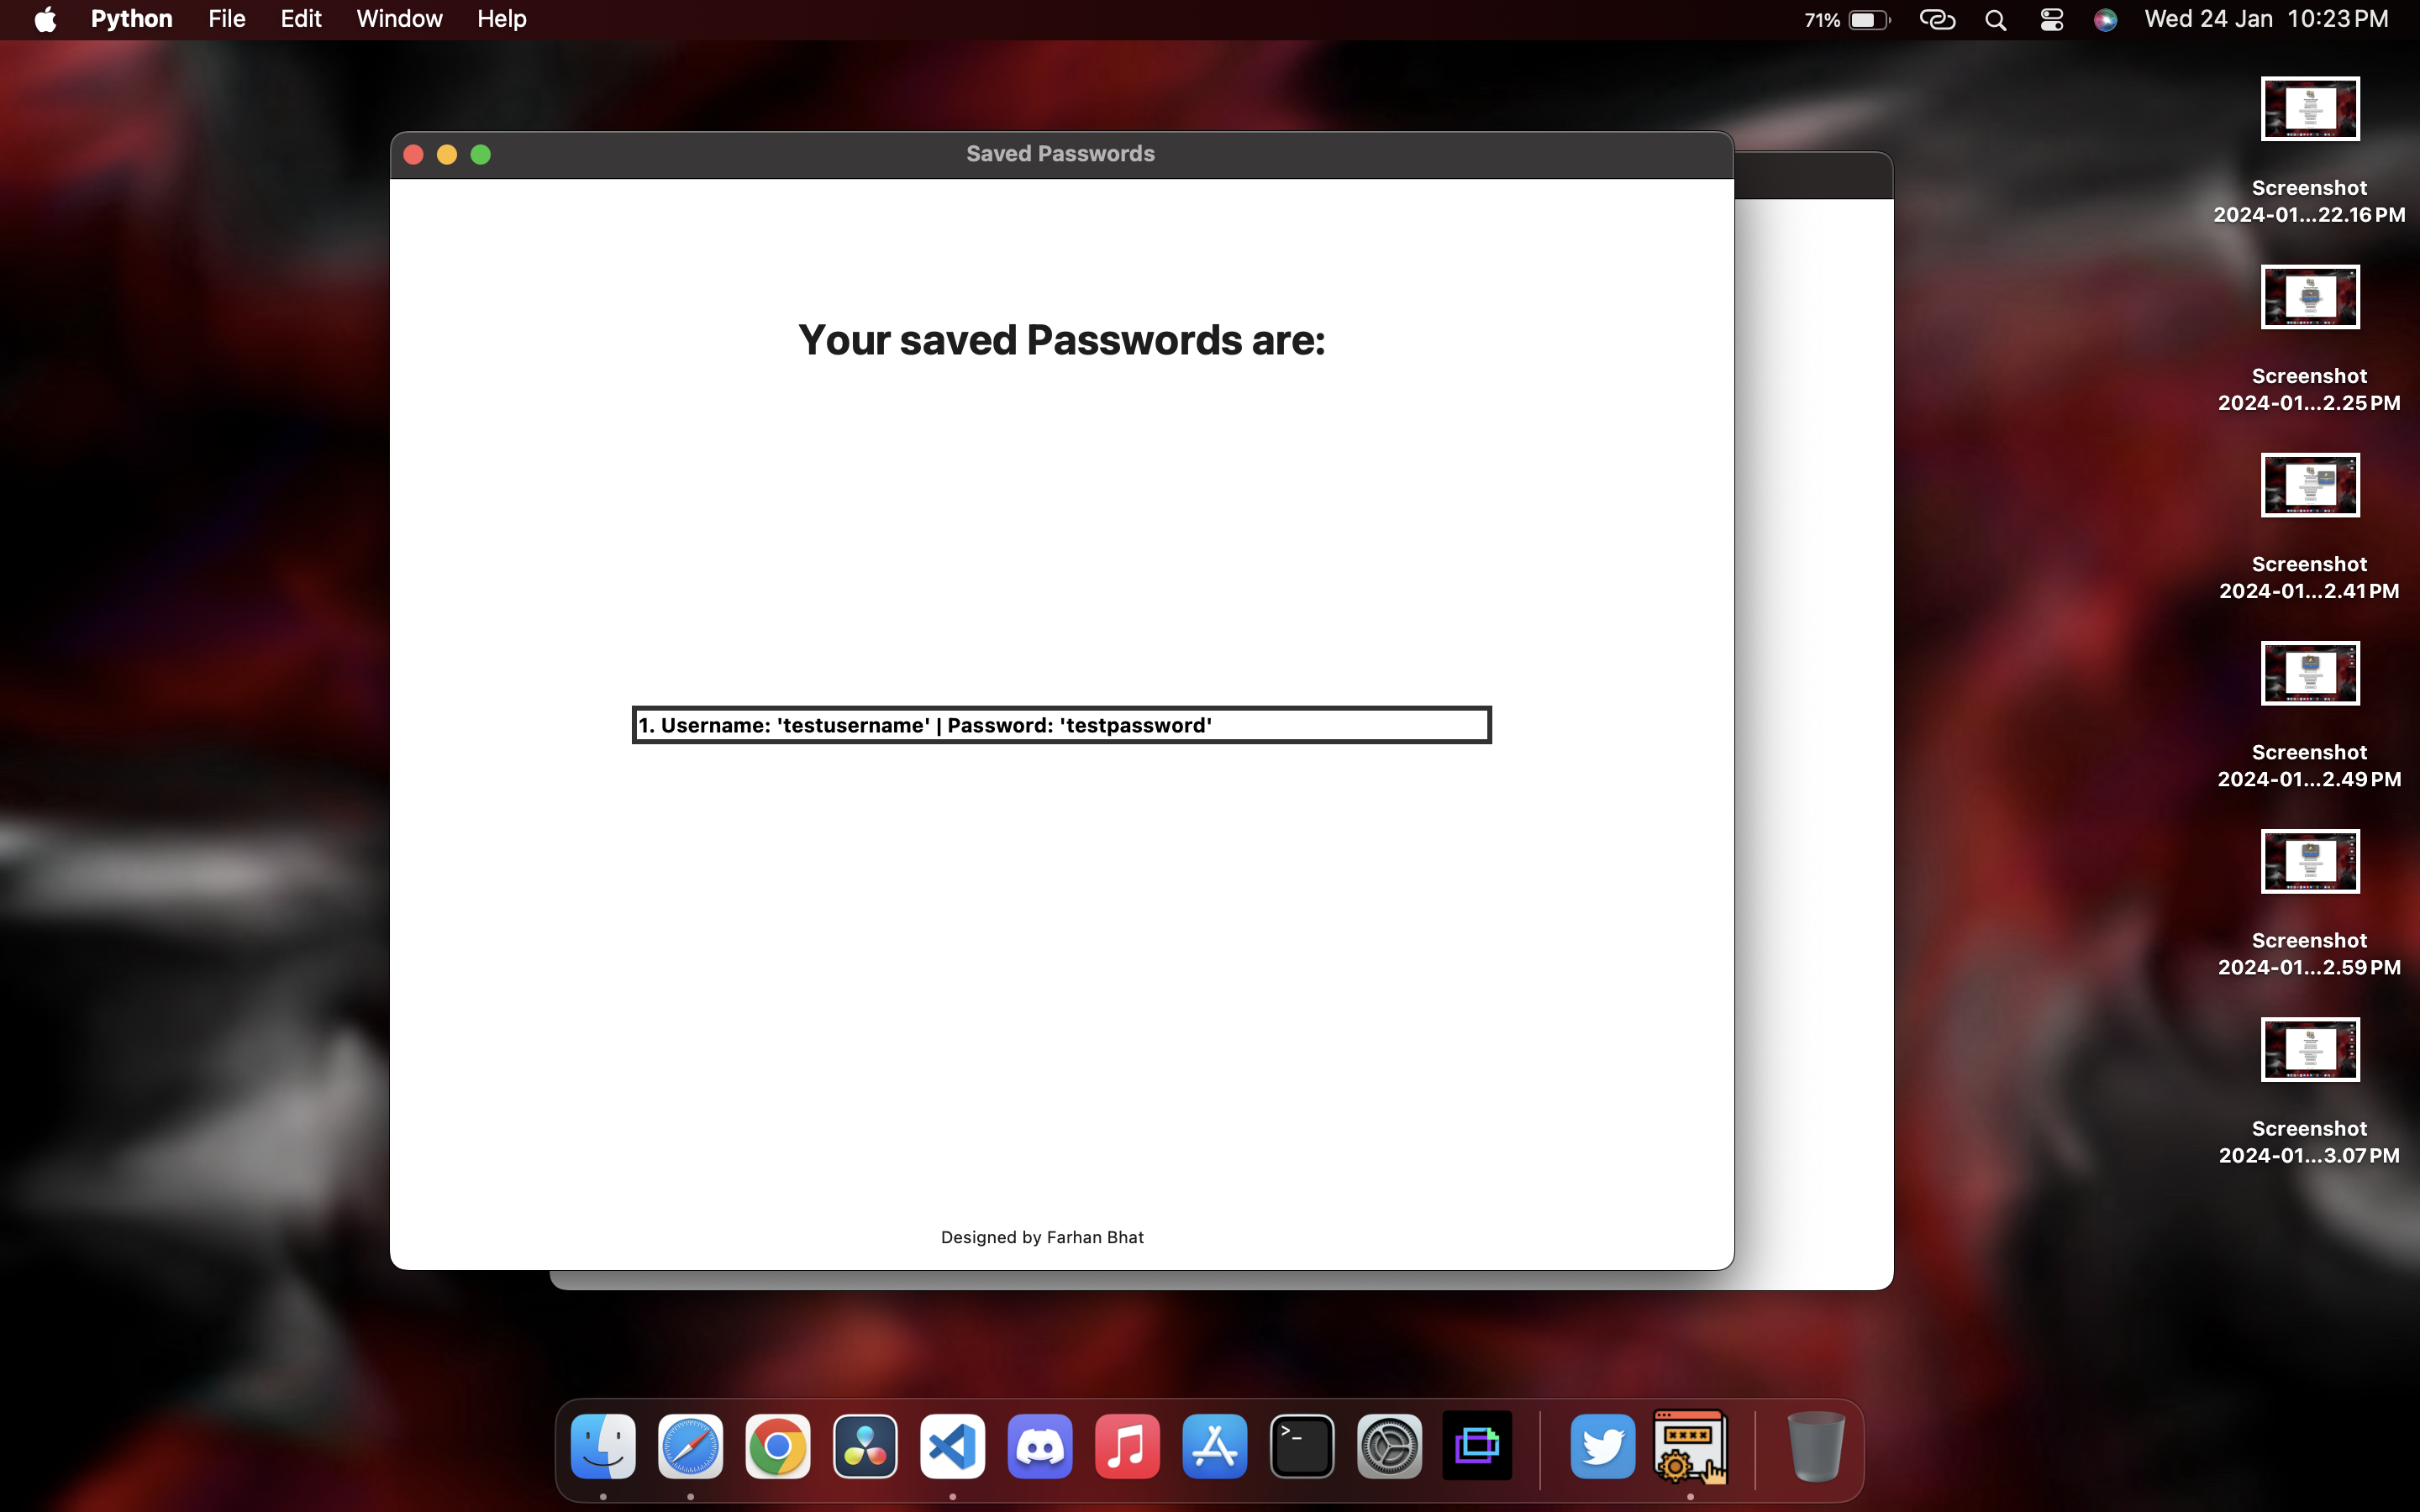 Python File Edit Window Help 71% Wed 24 Jan 10:23 PM
Saved Passwords
Your saved Passwords are:
1. Username: 'testusername' | Password: 'testpassword'
Designed by Farhan Bhat
Screenshot
2024-01...22.16 PM
Screenshot
2024-01...2.25 PM
Screenshot
2024-01...2.41 PM
Screenshot
2024-01...2.49 PM
Screenshot
2024-01...2.59 PM
Screenshot
2024-01...3.07 PM